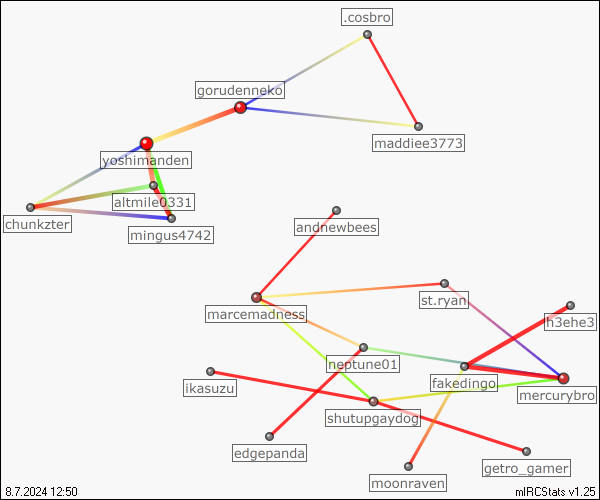 .cosbro
gorudenneko
maddiee3773
yoshimanden
altmile0331
chunkzter
mingus4742
andnewbees
st.ryan
marcemadness
h3ehe3
neptune01
fakedingo
ikasuzu
mercurybro
shutupgaydog
edgepanda
getro_gamer
moonraven
8.7.2024 12:50
mIRCStats v1.25